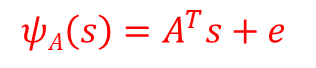 ψ_A(s) = A^T s + e